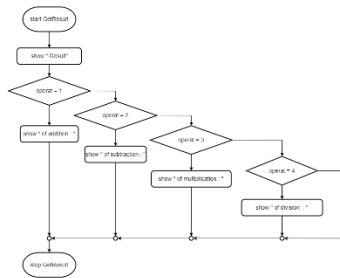 start GetResult
show " Result"
operat = 1
operat = 2
show " of addition : "
operat = 3
show " of subtraction : "
operat = 4
show " of multiplication : "
show " of division  : "
stop GetResult